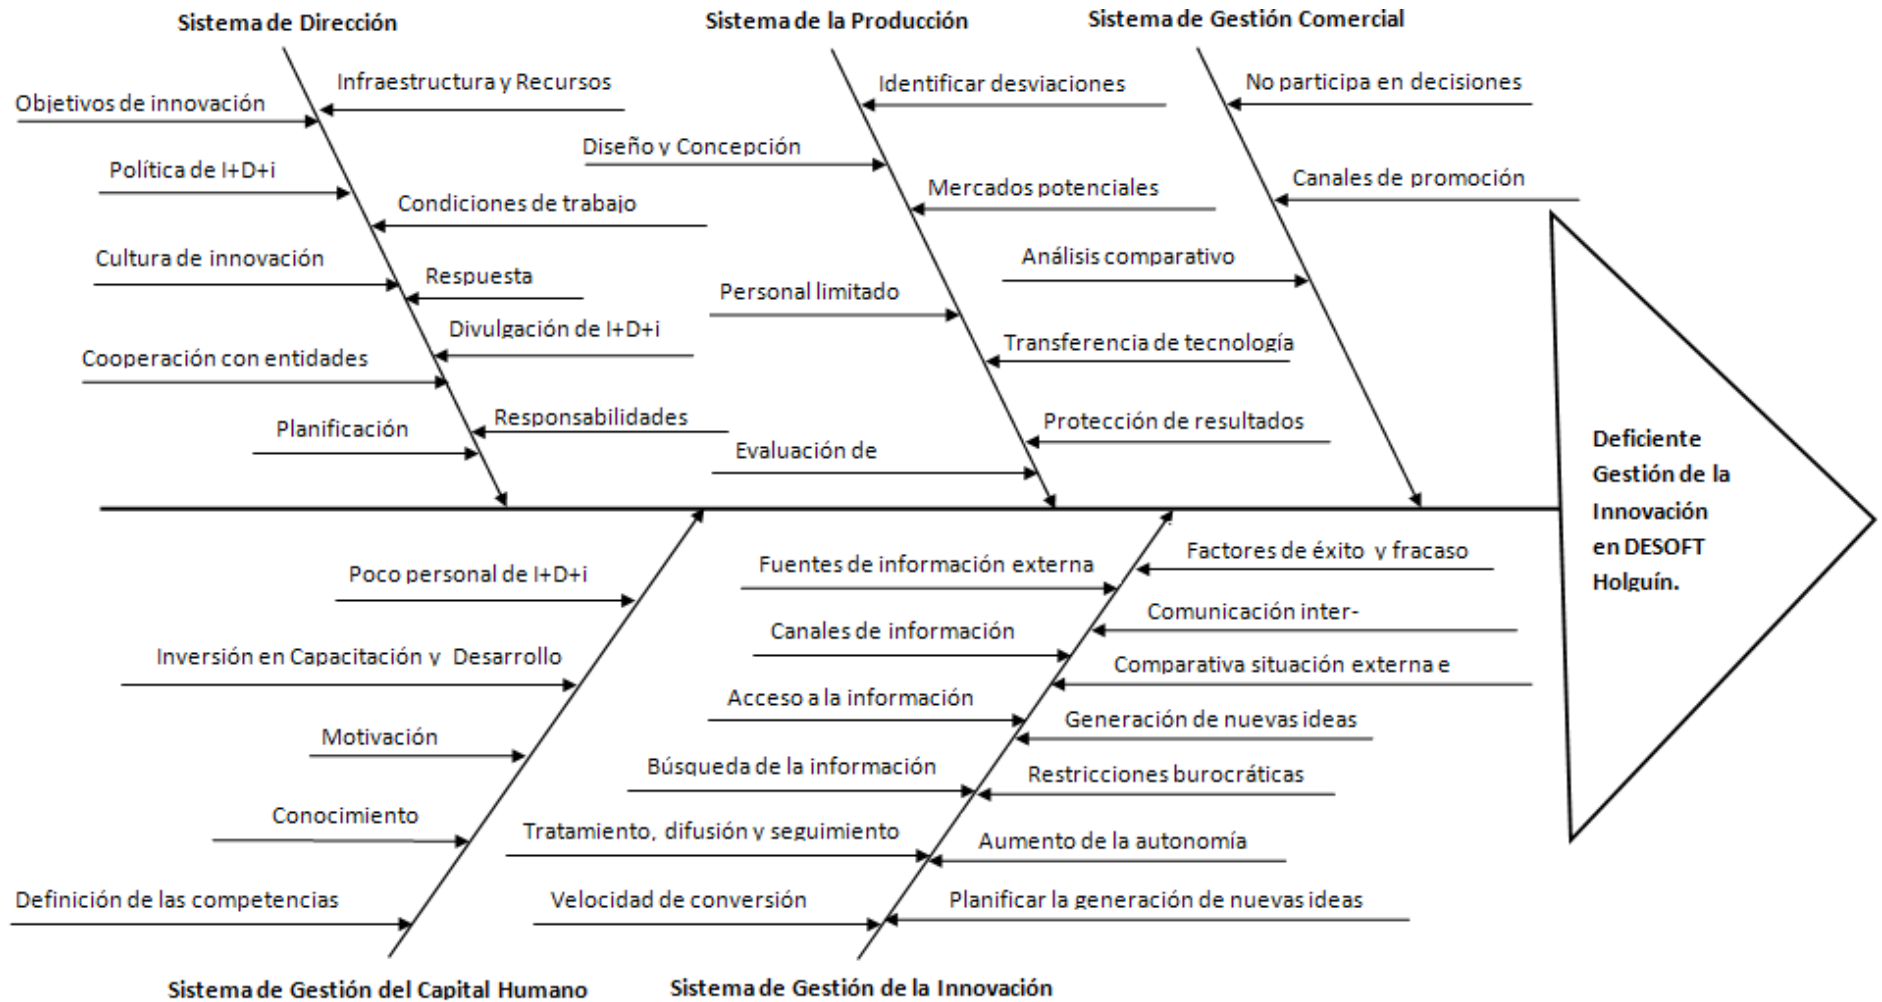 Sistema de Dirección
Objetivos de innovación
Infraestructura y Recursos
Política de I+D+i
Condiciones de trabajo
Cultura de innovación
Respuesta
Divulgación de I+D+i
Cooperación con entidades
Responsabilidades
Planificación
Sistema de la Producción
Identificar desviaciones
Diseño y Concepción
Mercados potenciales
Personal limitado
Transferencia de tecnología
Protección de resultados
Evaluación de
Sistema de Gestión Comercial
No participa en decisiones
Canales de promoción
Análisis comparativo
Deficiente
Gestión de la
Innovación
en DESOFT
Holguín.
Poco personal de I+D+i
Inversión en Capacitación y Desarrollo
Motivación
Conocimiento
Definición de las competencias
Sistema de Gestión del Capital Humano
Factores de éxito y fracaso
Fuentes de información externa
Comunicación inter-
Canales de información
Comparativa situación externa e
Acceso a la información
Generación de nuevas ideas
Búsqueda de la información
Restricciones burocráticas
Tratamiento, difusión y seguimiento
Aumento de la autonomía
Velocidad de conversión
Planificar la generación de nuevas ideas
Sistema de Gestión de la Innovación